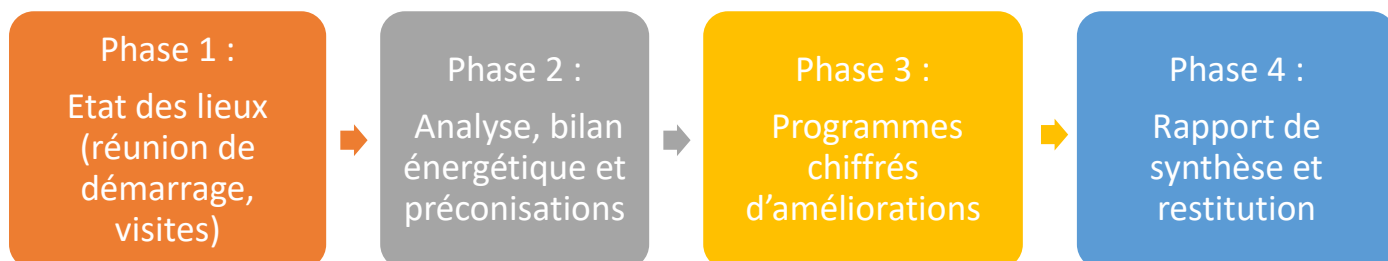 Phase 1 :
Etat des lieux
(réunion de
démarrage,
visites)
Phase 2 :
Analyse, bilan
énergétique et
préconisations
Phase 3 :
Programmes
chiffrés
d’améliorations
Phase 4 :
Rapport de
synthèse et
restitution